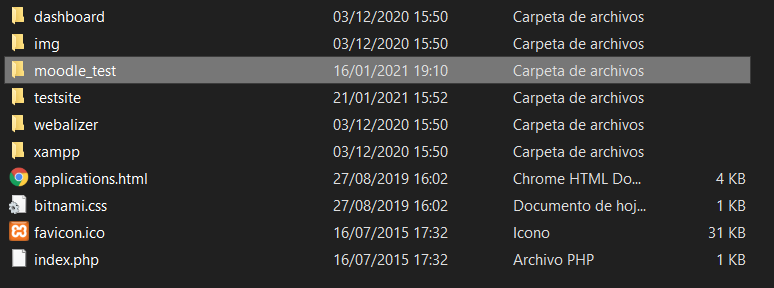 dashboard 03/12/2020 15:50 Carpeta de archivos
img 03/12/2020 15:50 Carpeta de archivos
moodle_test 16/01/2021 19:10 Carpeta de archivos
testsite 21/01/2021 15:52 Carpeta de archivos
webalizer 03/12/2020 15:50 Carpeta de archivos
xampp 03/12/2020 15:50 Carpeta de archivos
applications.html 27/08/2019 16:02 Chrome HTML Do... 4 KB
bitnami.css 27/08/2019 16:02 Documento de hoj... 1 KB
favicon.ico 16/07/2015 17:32 Icono 31 KB
index.php 16/07/2015 17:32 Archivo PHP 1 KB